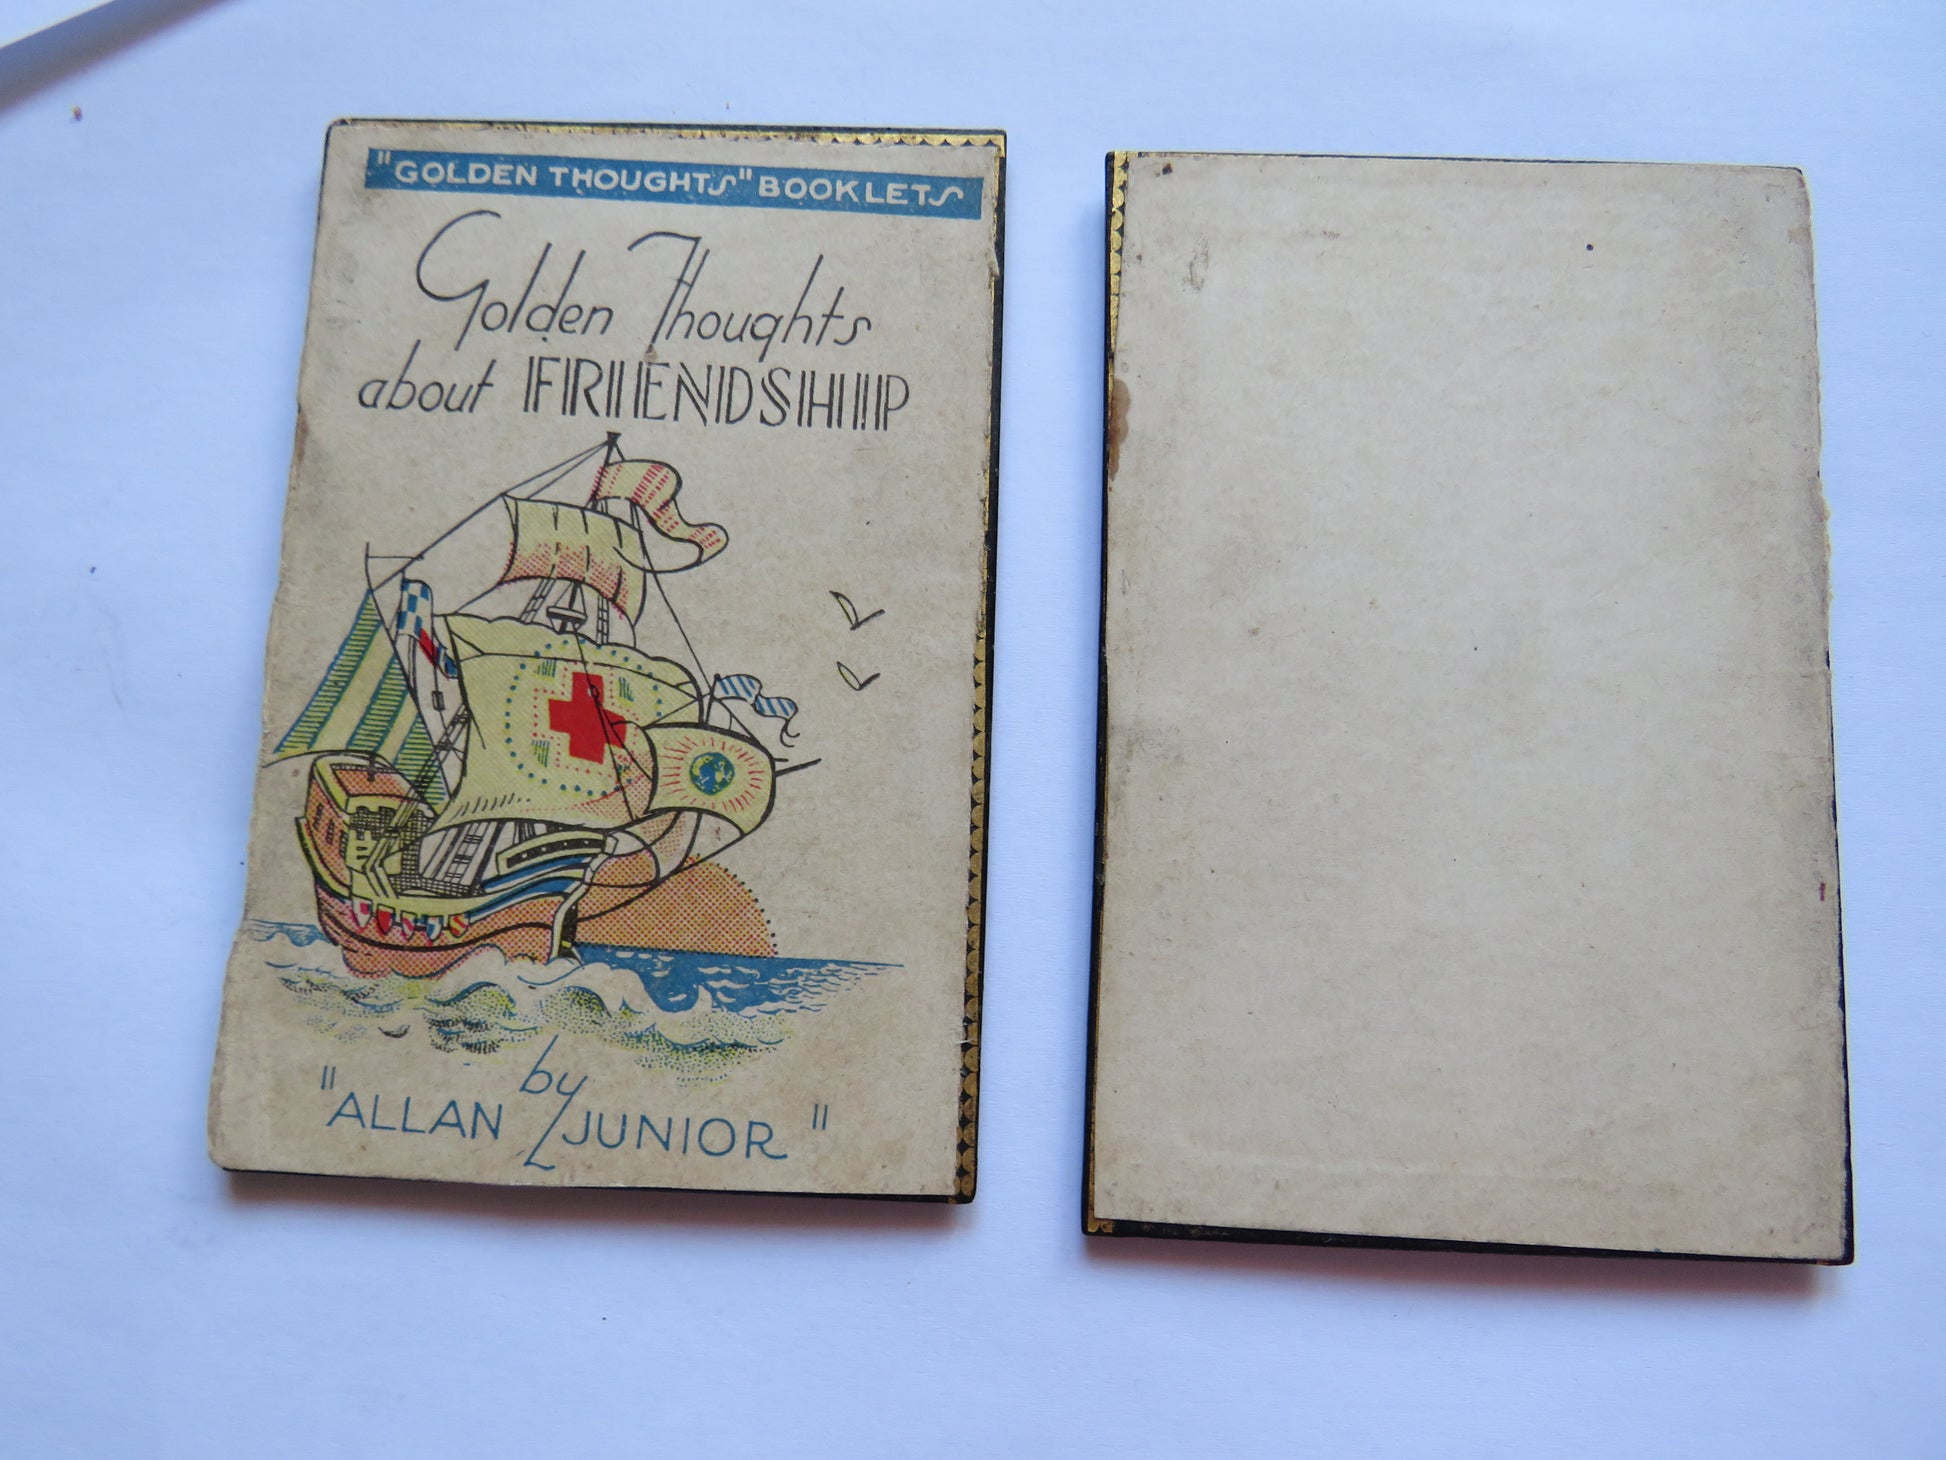 "GOLDEN THOUGHTS" BOOKLETS
Golden Thoughts
about FRIENDSHIP
by
"ALLAN JUNIOR"